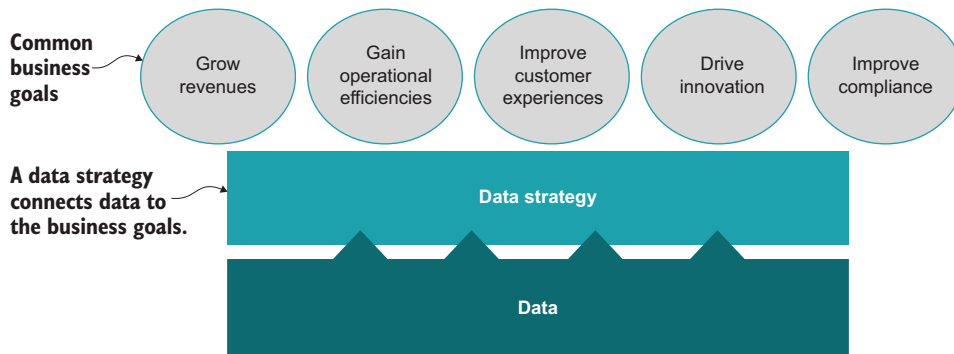 Common
business
goals
Grow
revenues
Gain
operational
efficiencies
Improve
customer
experiences
Drive
innovation
Improve
compliance
A data strategy
connects data to
the business goals.
Data strategy
Data